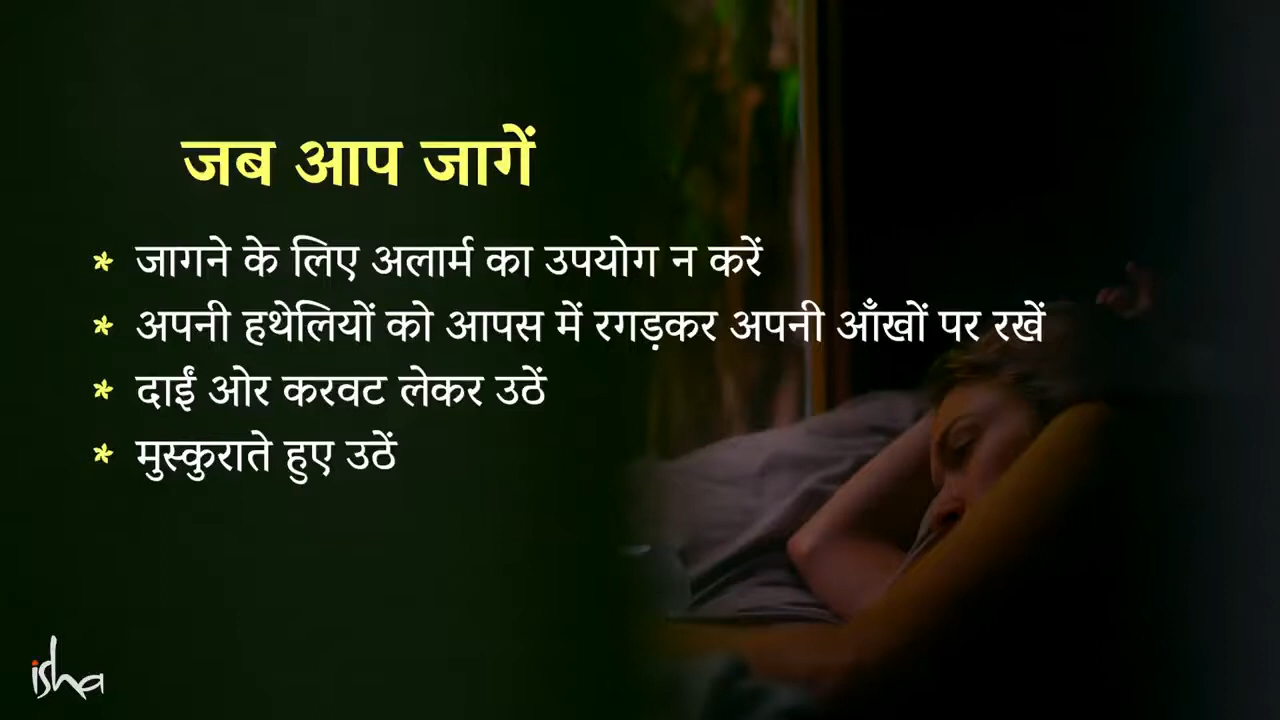 जब आप जागें
* जागने के लिए अलार्म का उपयोग न करें
* अपनी हथेलियों को आपस में रगड़कर अपनी आँखों पर रखें
* दाईं ओर करवट लेकर उठें
* मुस्कुराते हुए उठें
isha